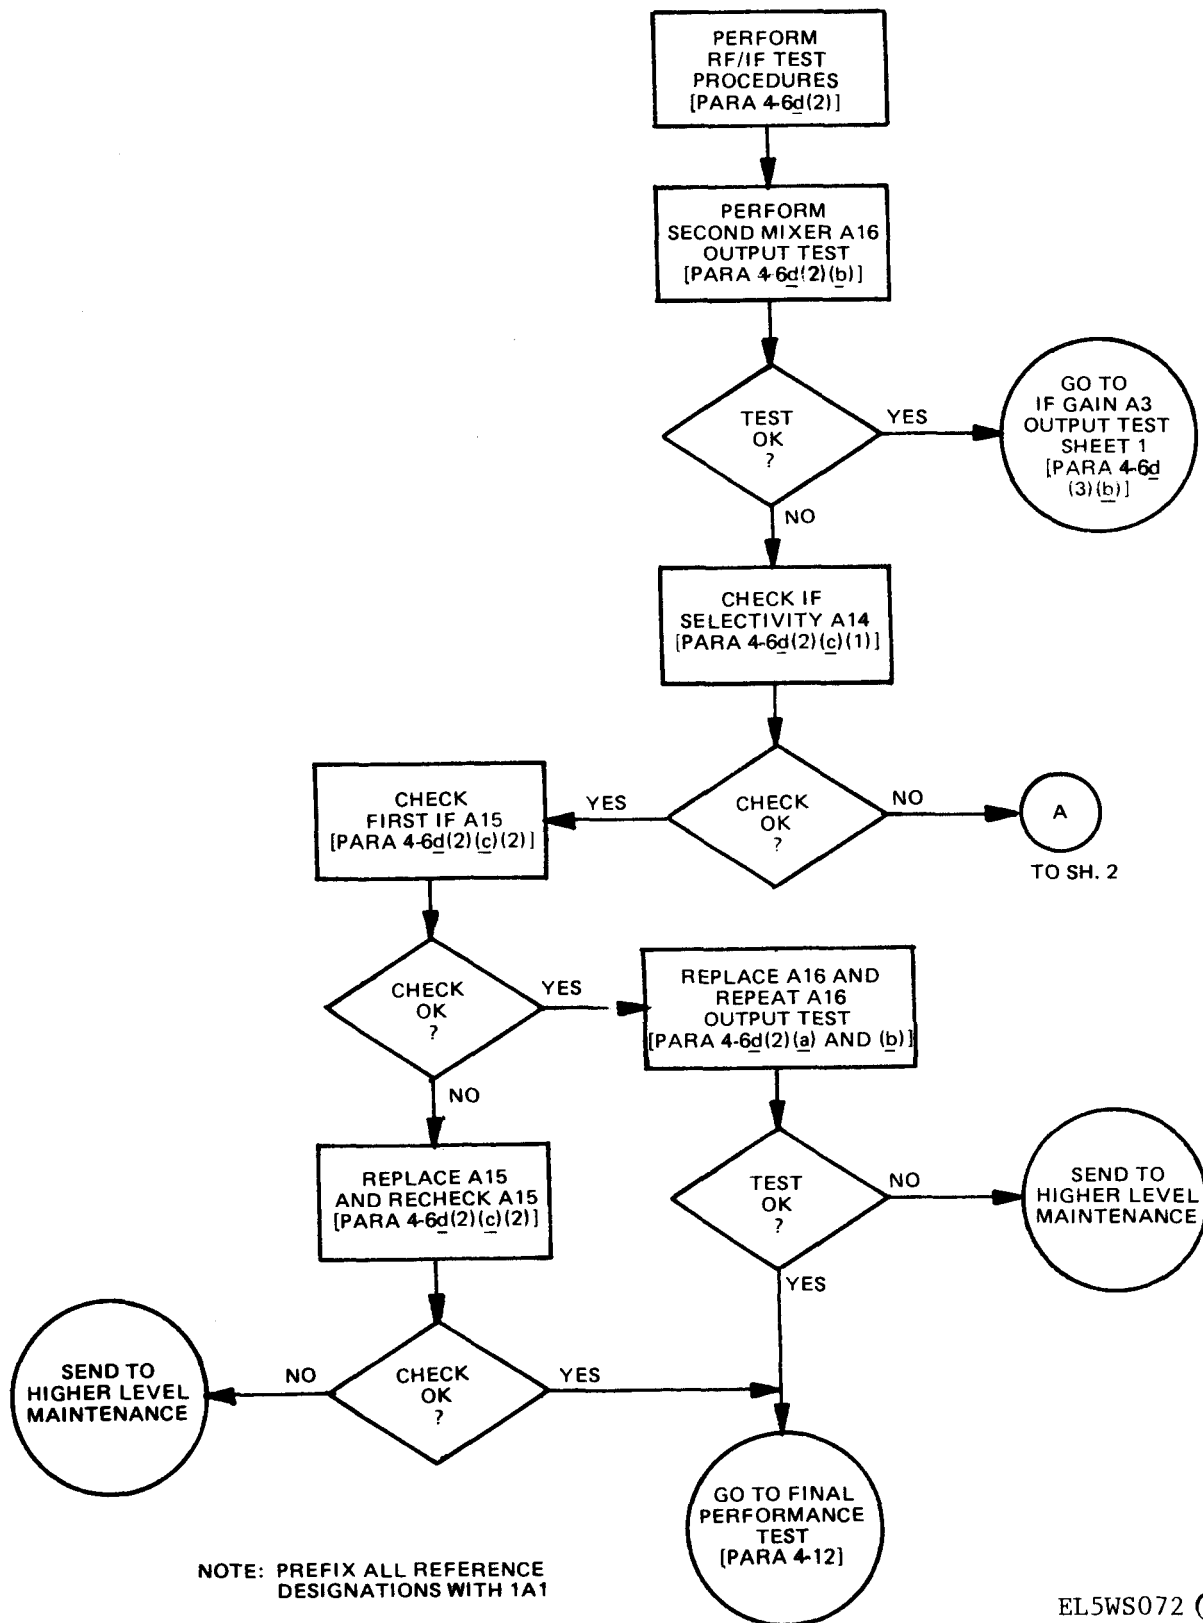 PERFORM
RF/IF TEST
PROCEDURES
[PARA 4-6d(2)]
PERFORM
SECOND MIXER A16
OUTPUT TEST
[PARA 4-6d(2)(b)]
TEST
OK
?
YES
GO TO
IF GAIN A3
OUTPUT TEST
SHEET 1
[PARA 4-6d
(3)(b)]
NO
CHECK IF
SELECTIVITY A14
[PARA 4-6d(2)(c)(1)]
CHECK
OK
?
NO
A
TO SH. 2
YES
CHECK
FIRST IF A15
[PARA 4-6d(2)(c)(2)]
CHECK
OK
?
YES
REPLACE A16 AND
REPEAT A16
OUTPUT TEST
[PARA 4-6d(2)(a) AND (b)]
NO
REPLACE A15
AND RECHECK A15
[PARA 4-6d(2)(c)(2)]
TEST
OK
?
NO
SEND TO
HIGHER LEVEL
MAINTENANCE
YES
CHECK
OK
?
NO
SEND TO
HIGHER LEVEL
MAINTENANCE
YES
GO TO FINAL
PERFORMANCE
TEST
[PARA 4-12]
NOTE: PREFIX ALL REFERENCE
DESIGNATIONS WITH 1A1
EL5WS072 (